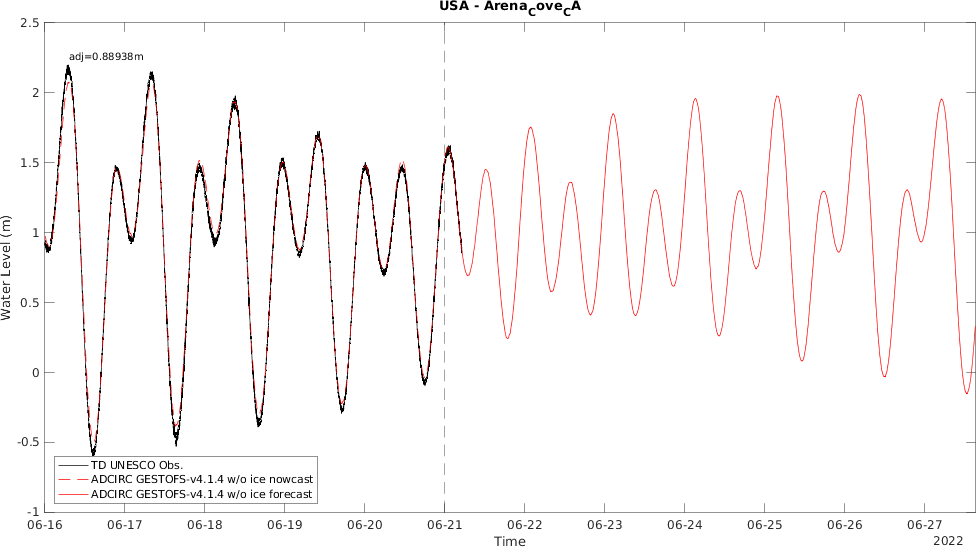 USA - ArenaCoveCA
2.5
adj=0.88938m
2
1.5
1
0.5
0
-0.5
-1
Water Level (m)
TD UNESCO Obs.
ADCIRC GESTOFS-v4.1.4 w/o ice nowcast
ADCIRC GESTOFS-v4.1.4 w/o ice forecast
06-16 06-17 06-18 06-19 06-20 06-21 06-22 06-23 06-24 06-25 06-26 06-27
Time
2022